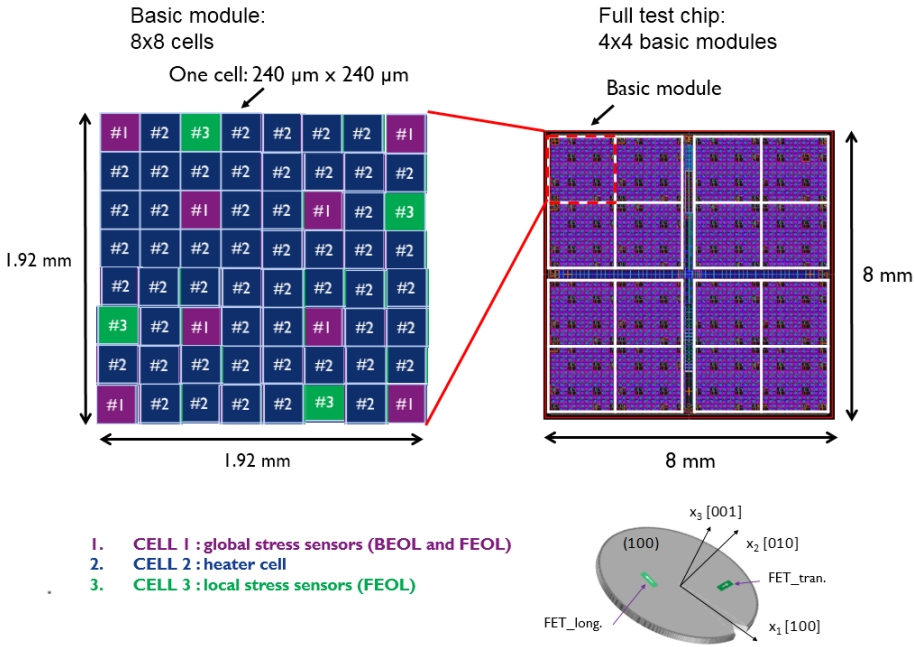 Basic module:
8x8 cells
Full test chip:
4x4 basic modules
One cell: 240 µm x 240 µm
Basic module
#1 #2 #3 #2 #2 #2 #2 #1
#2 #2 #2 #2 #2 #2 #2 #2
#2 #2 #1 #2 #2 #1 #2 #3
#2 #2 #2 #2 #2 #2 #2 #2
#2 #2 #2 #2 #2 #2 #2 #2
#3 #2 #1 #2 #2 #1 #2 #2
#2 #2 #2 #2 #2 #2 #2 #2
#1 #2 #2 #2 #2 #3 #2 #1
1.92 mm
8 mm
1.92 mm
8 mm
1. CELL 1 : global stress sensors (BEOL and FEOL)
2. CELL 2 : heater cell
3. CELL 3 : local stress sensors (FEOL)
x3 [001]
(100)
x2 [010]
FET_tran.
FET_long.
x1 [100]